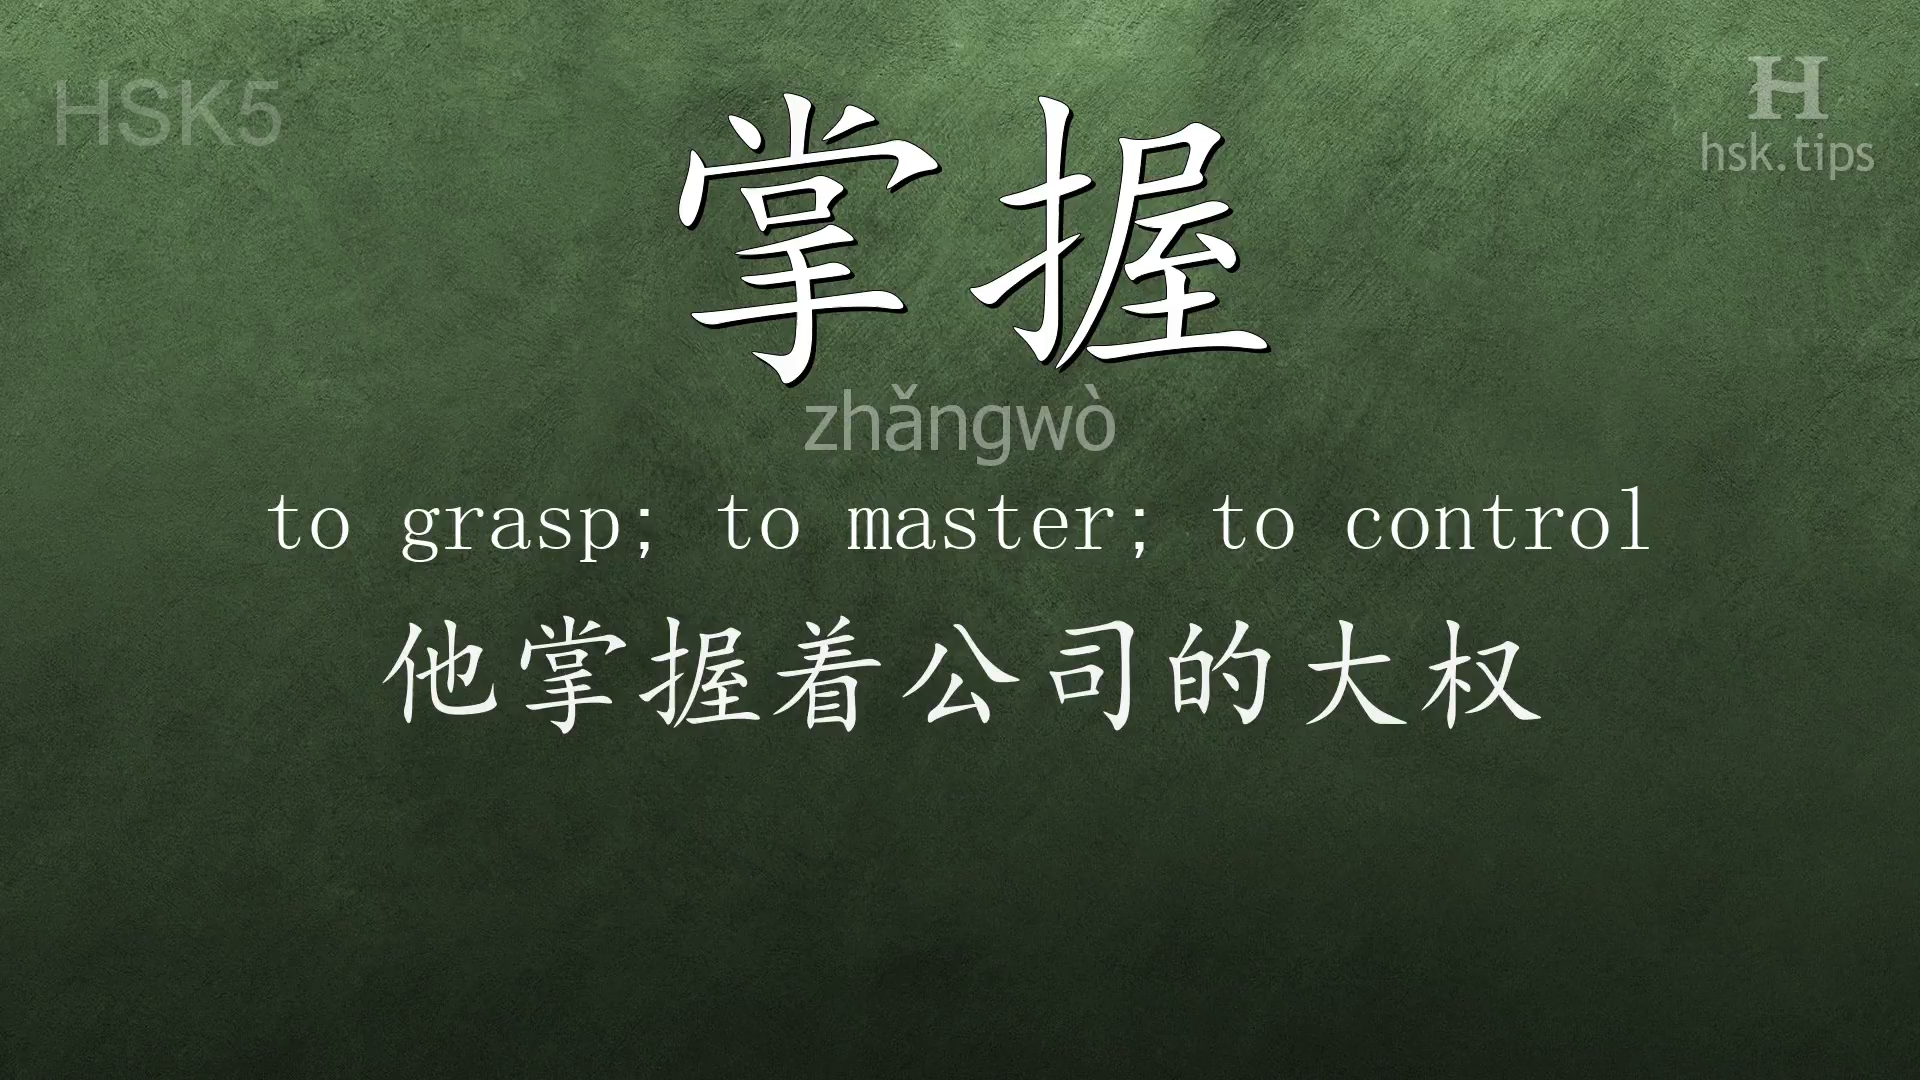 HSK5
H
hsk.tips
掌握
zhǎngwò
to grasp; to master; to control
他掌握着公司的大权